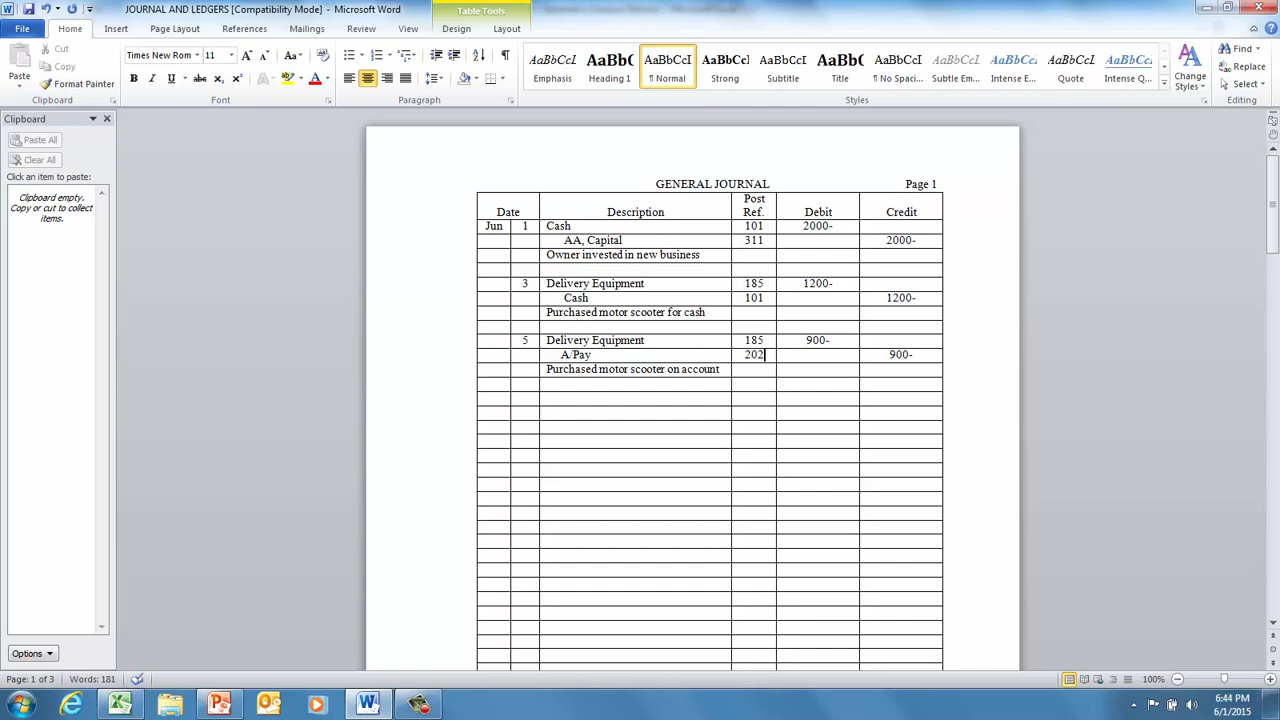 JOURNAL AND LEDGERS [Compatibility Mode] - Microsoft Word
Table Tools
File Home Insert Page Layout References Mailings Review View Design Layout
Paste
Cut
Copy
Format Painter
Clipboard
Times New Rom 11
Font
Paragraph
AaBbCcI AaBb( AaBbCcI AaBbCcI AaBbCcI AaBb( AaBbCcI AaBbCcI AaBbCcI AaBbCcI AaBbCcI
Emphasis Heading 1 ¶ Normal Strong Subtitle Title ¶ No Spaci... Subtle Em... Intense E... Quote Intense Q...
Change Styles
Styles
Find
Replace
Select
Editing
Clipboard
Paste All
Clear All
Click an item to paste:
Clipboard empty.
Copy or cut to collect
items.
Options
GENERAL JOURNAL Page 1
Date Description Post Ref. Debit Credit
Jun 1 Cash 101 2000-
AA, Capital 311 2000-
Owner invested in new business
3 Delivery Equipment 185 1200-
Cash 101 1200-
Purchased motor scooter for cash
5 Delivery Equipment 185 900-
A/Pay 202 900-
Purchased motor scooter on account
Page: 1 of 3 Words: 181
100%
6:44 PM
6/1/2015